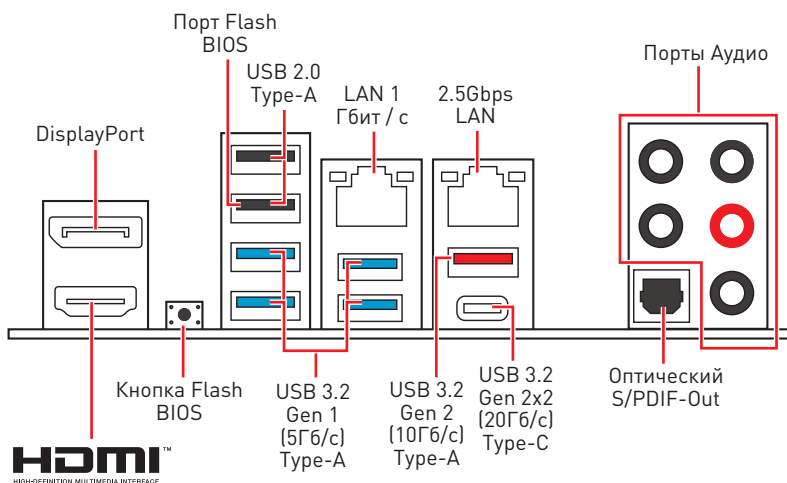 Порт Flash
BIOS
USB 2.0
Type-A
LAN 1
Гбит / с
2.5Gbps
LAN
Порты Аудио
DisplayPort
Кнопка Flash
BIOS
USB 3.2
Gen 1
(5Гб/с)
Type-A
USB 3.2
Gen 2
(10Гб/с)
Type-A
USB 3.2
Gen 2x2
(20Гб/с)
Type-C
Оптический
S/PDIF-Out
HDMI™
HIGH-DEFINITION MULTIMEDIA INTERFACE